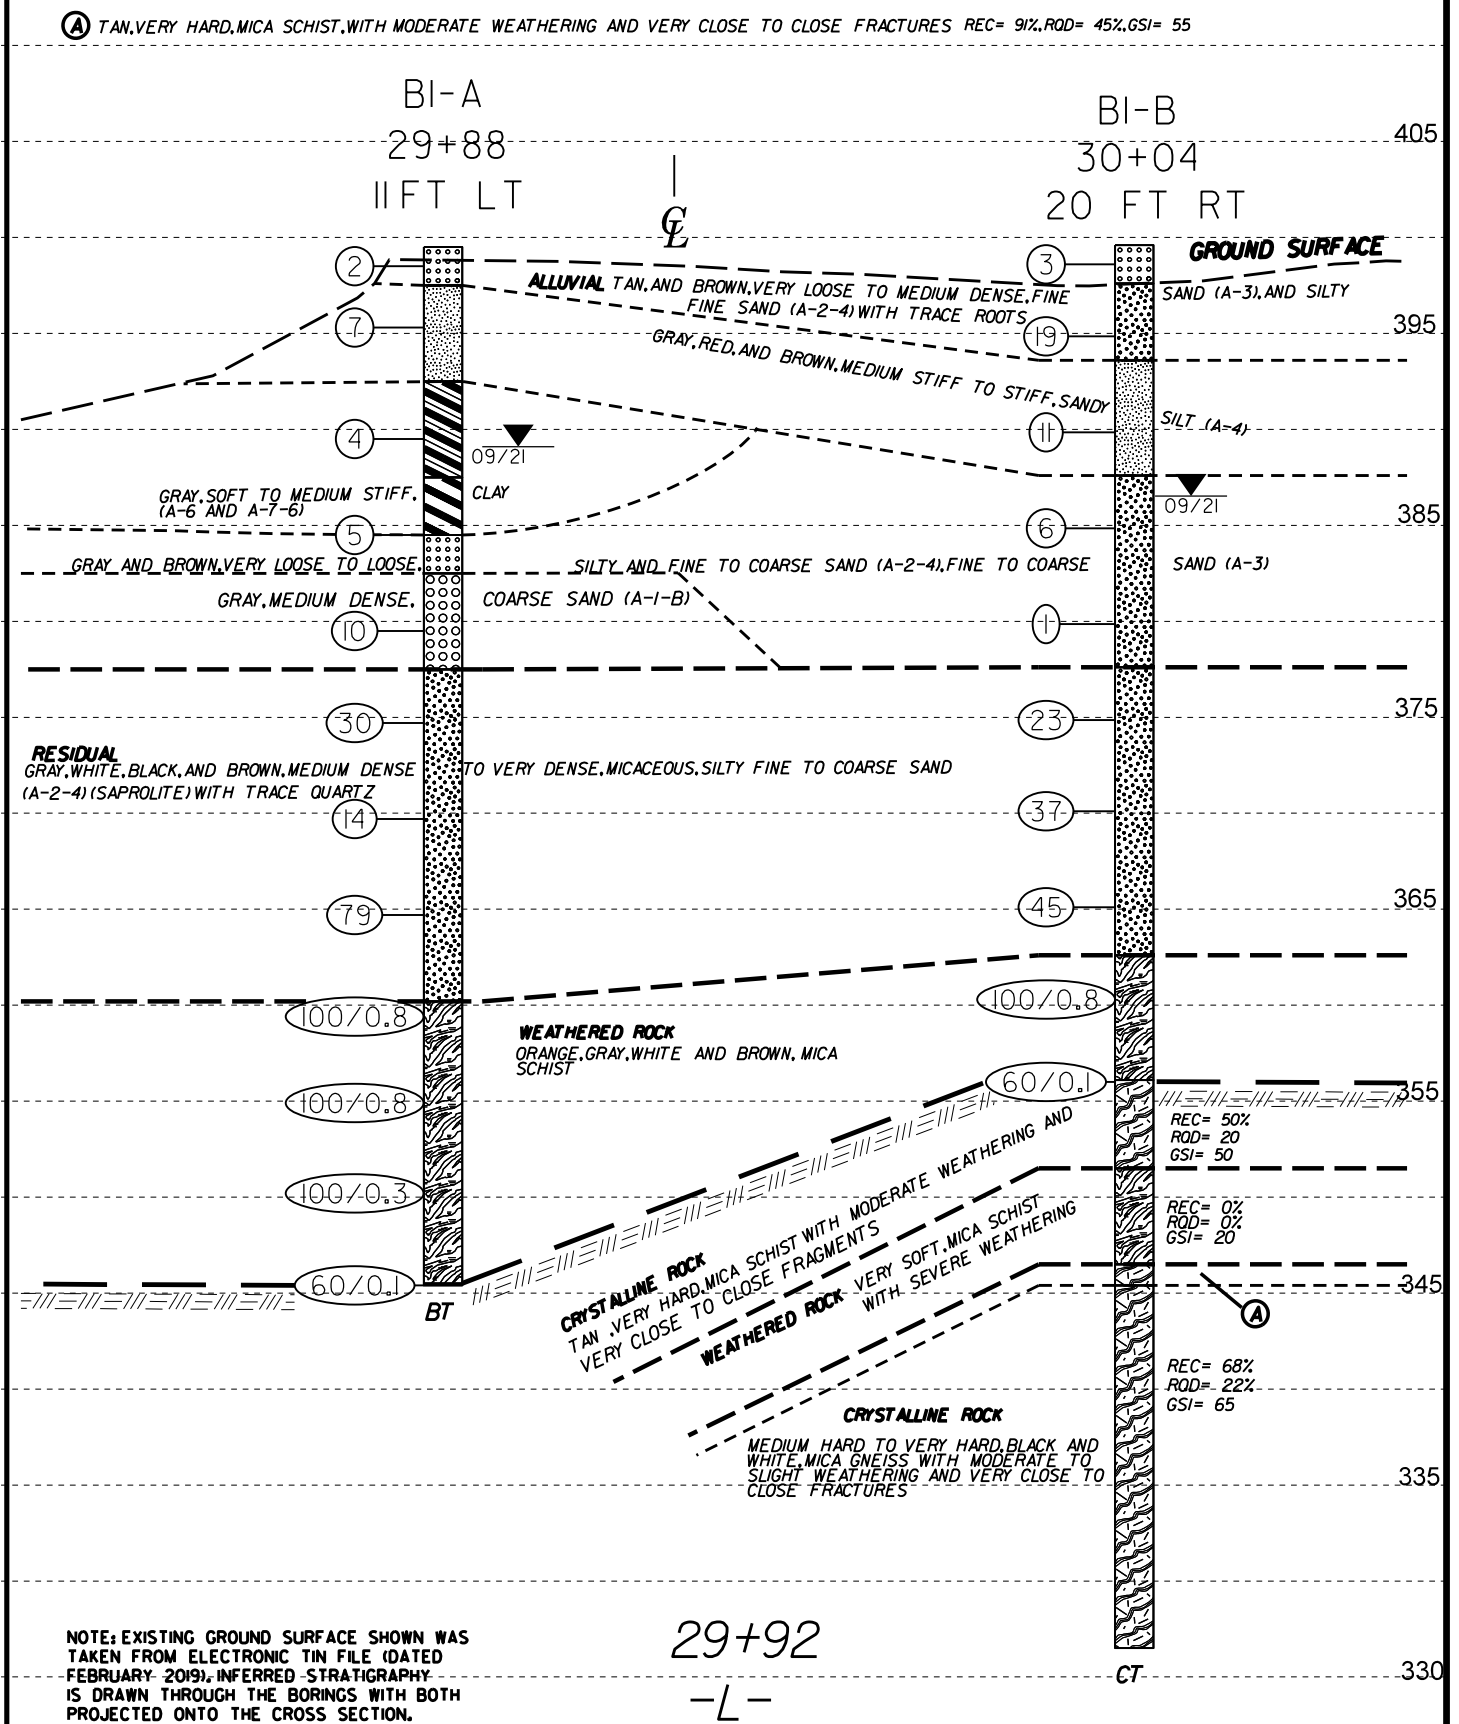 A TAN, VERY HARD, MICA SCHIST, WITH MODERATE WEATHERING AND VERY CLOSE TO CLOSE FRACTURES REC= 91%, RQD= 45%, GSI= 55
B1-A
29+88
11 FT LT
B1-B
30+04
20 FT RT
405
CL
2
3
GROUND SURFACE
ALLUVIAL TAN, AND BROWN, VERY LOOSE TO MEDIUM DENSE, FINE SAND (A-3), AND SILTY
FINE SAND (A-2-4) WITH TRACE ROOTS
7
19
395
GRAY, RED, AND BROWN, MEDIUM STIFF TO STIFF, SANDY SILT (A-4)
4
11
09/21
GRAY, SOFT TO MEDIUM STIFF, CLAY
(A-6 AND A-7-6)
09/21
5
6
385
GRAY AND BROWN, VERY LOOSE TO LOOSE, SILTY AND FINE TO COARSE SAND (A-2-4), FINE TO COARSE SAND (A-3)
GRAY, MEDIUM DENSE, COARSE SAND (A-1-B)
10
1
30
23
375
RESIDUAL
GRAY, WHITE, BLACK, AND BROWN, MEDIUM DENSE TO VERY DENSE, MICACEOUS, SILTY FINE TO COARSE SAND
(A-2-4) (SAPROLITE) WITH TRACE QUARTZ
14
37
79
45
365
100/0.8
100/0.8
WEATHERED ROCK
ORANGE, GRAY, WHITE AND BROWN, MICA
SCHIST
60/0.1
355
100/0.8
REC= 50%
RQD= 20
GSI= 50
100/0.3
REC= 0%
RQD= 0%
GSI= 20
CRYSTALLINE ROCK
TAN , VERY HARD, MICA SCHIST WITH MODERATE WEATHERING AND
VERY CLOSE TO CLOSE FRAGMENTS
WEATHERED ROCK VERY SOFT, MICA SCHIST
WITH SEVERE WEATHERING
60/0.1
BT
345
A
REC= 68%
RQD= 22%
GSI= 65
CRYSTALLINE ROCK
MEDIUM HARD TO VERY HARD, BLACK AND
WHITE, MICA GNEISS WITH MODERATE TO
SLIGHT WEATHERING AND VERY CLOSE TO
CLOSE FRACTURES
335
NOTE: EXISTING GROUND SURFACE SHOWN WAS
TAKEN FROM ELECTRONIC TIN FILE (DATED
FEBRUARY 2019). INFERRED STRATIGRAPHY
IS DRAWN THROUGH THE BORINGS WITH BOTH
PROJECTED ONTO THE CROSS SECTION.
29+92
-L-
CT
330